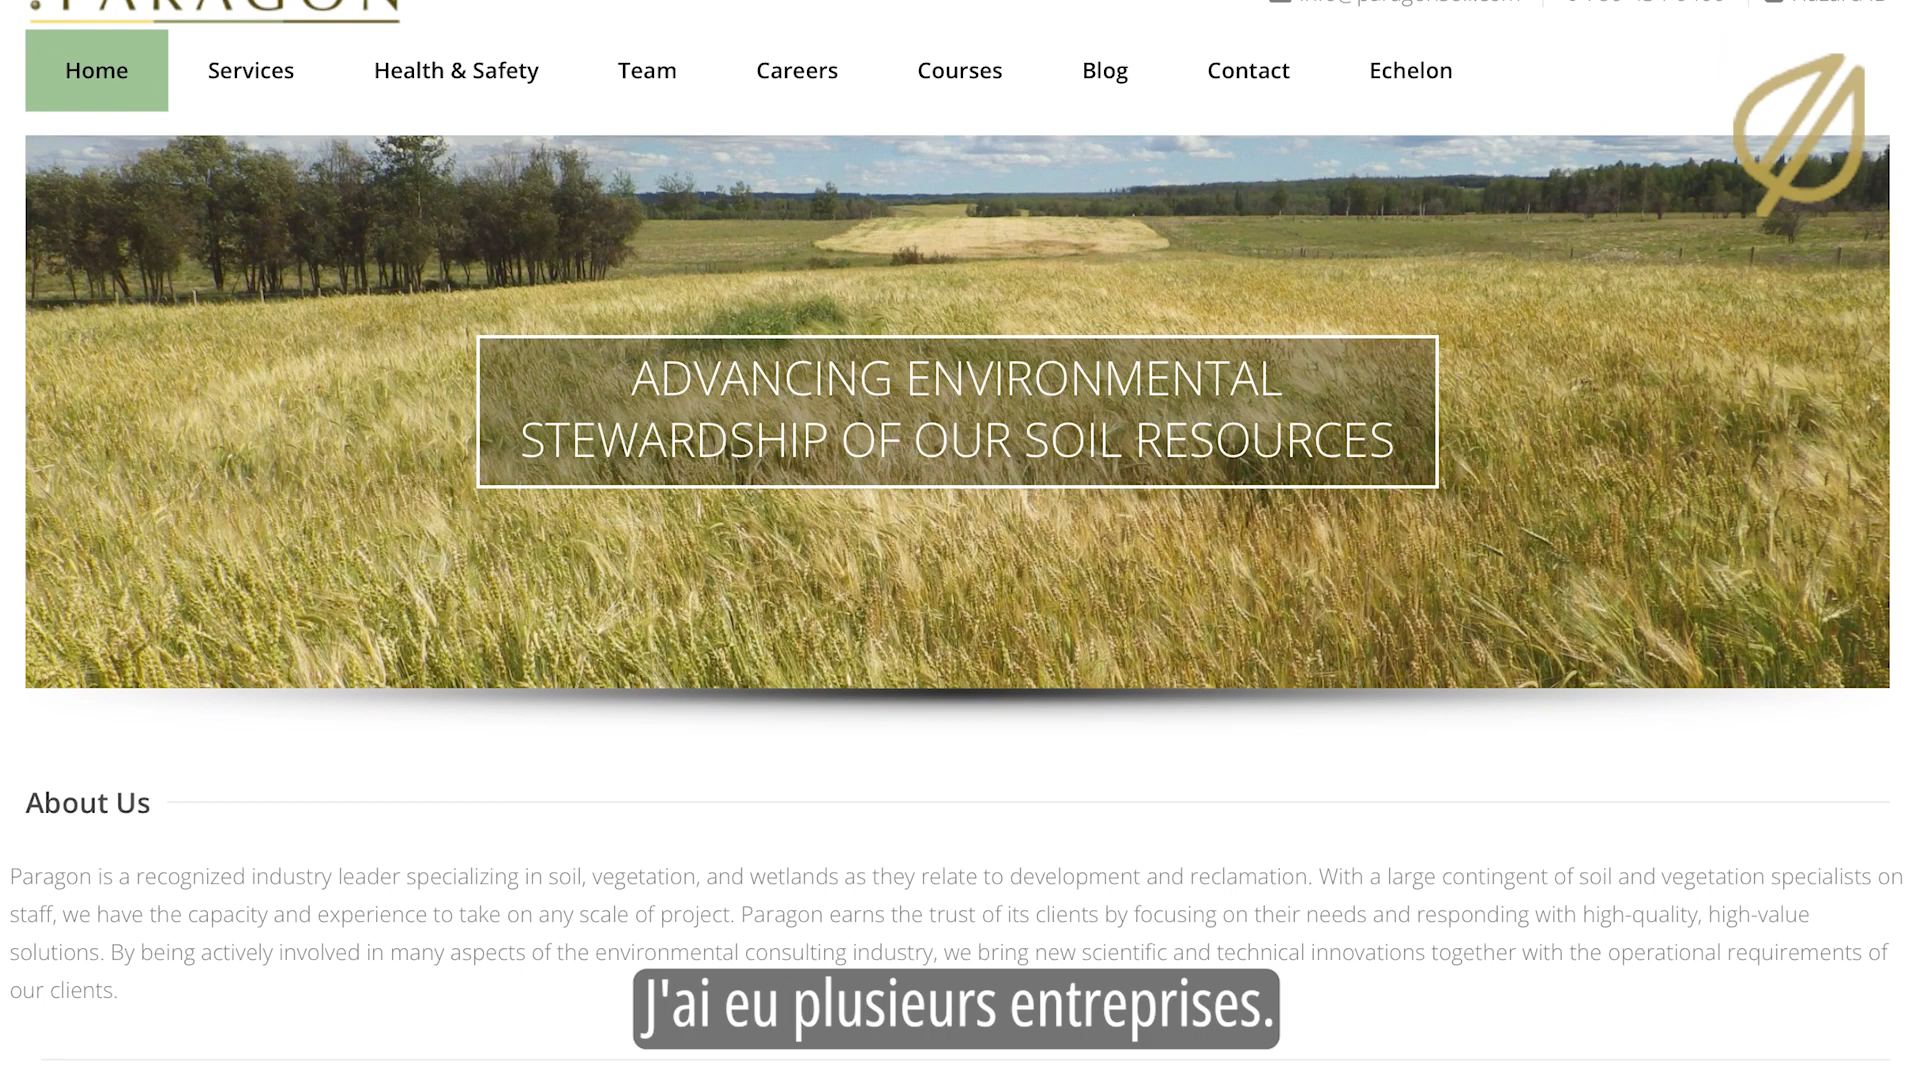 PARAGON
Home Services Health & Safety Team Careers Courses Blog Contact Echelon
ADVANCING ENVIRONMENTAL
STEWARDSHIP OF OUR SOIL RESOURCES
About Us
Paragon is a recognized industry leader specializing in soil, vegetation, and wetlands as they relate to development and reclamation. With a large contingent of soil and vegetation specialists on
staff, we have the capacity and experience to take on any scale of project. Paragon earns the trust of its clients by focusing on their needs and responding with high-quality, high-value
solutions. By being actively involved in many aspects of the environmental consulting industry, we bring new scientific and technical innovations together with the operational requirements of
our clients.
J'ai eu plusieurs entreprises.